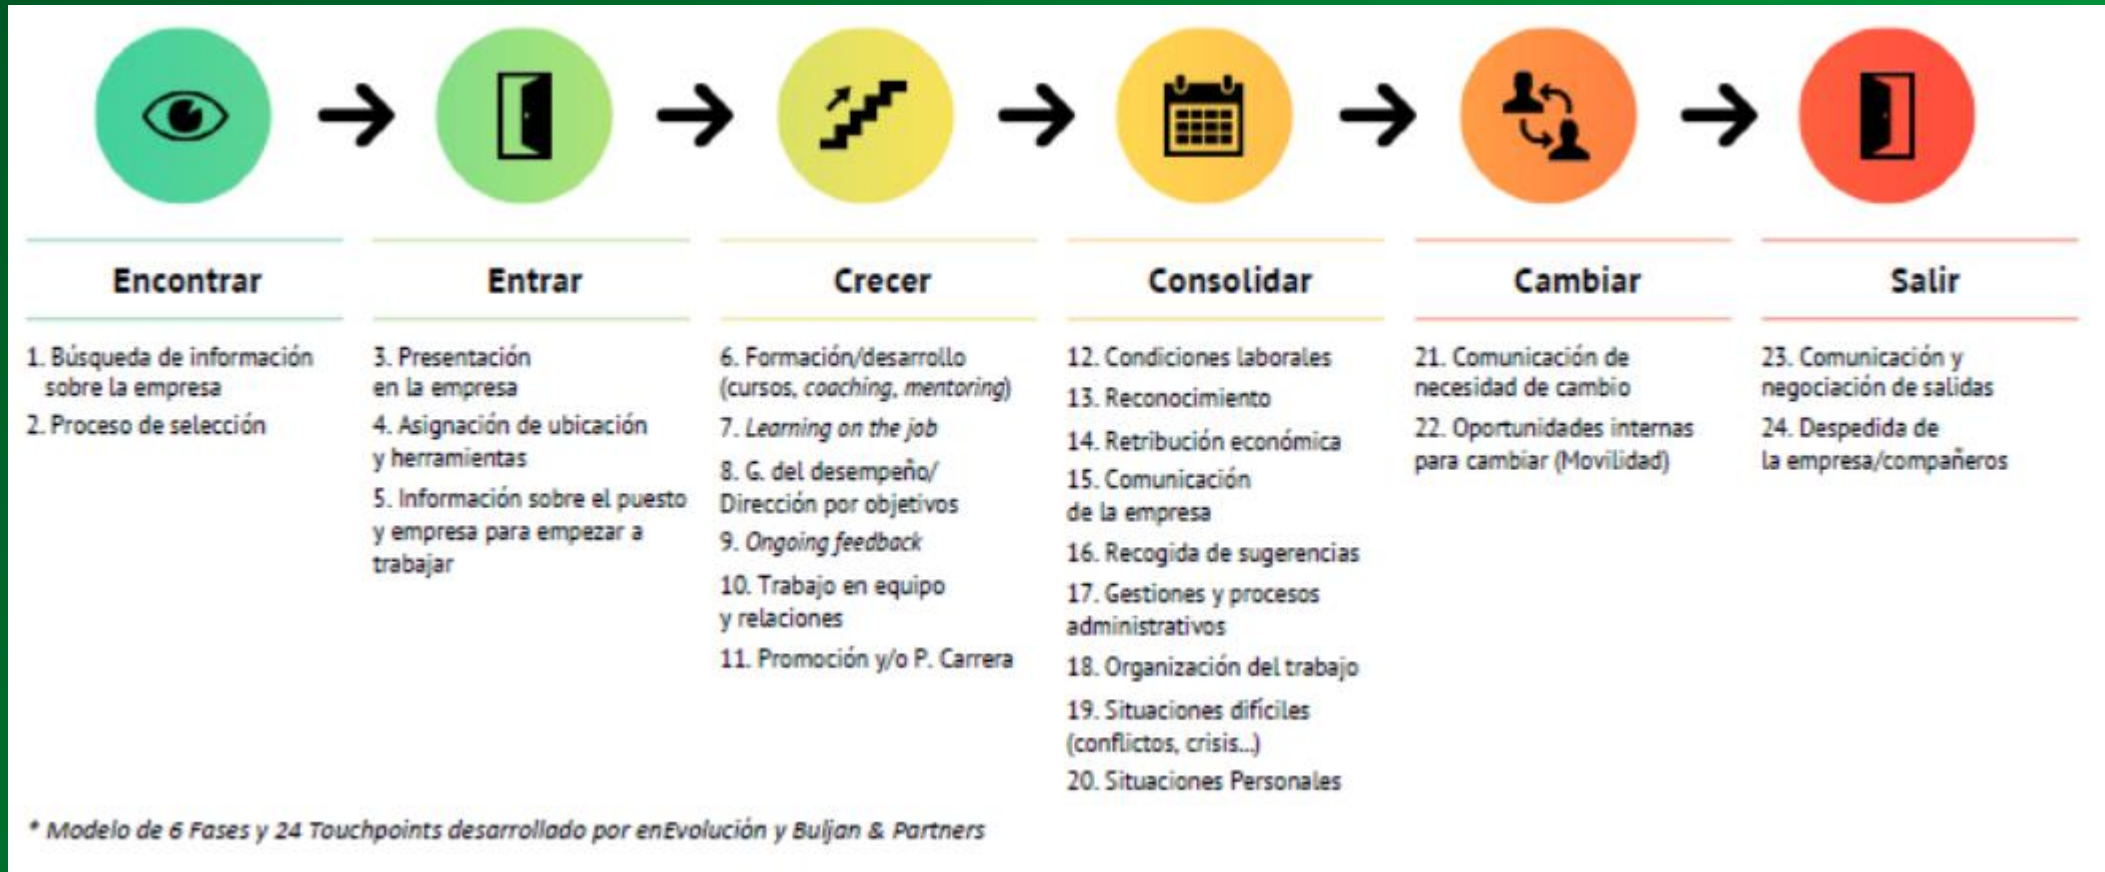 Encontrar
1. Búsqueda de información
sobre la empresa
2. Proceso de selección
Entrar
3. Presentación
en la empresa
4. Asignación de ubicación
y herramientas
5. Información sobre el puesto
y empresa para empezar a
trabajar
Crecer
6. Formación/desarrollo
(cursos, coaching, mentoring)
7. Learning on the job
8. G. del desempeño/
Dirección por objetivos
9. Ongoing feedback
10. Trabajo en equipo
y relaciones
11. Promoción y/o P. Carrera
Consolidar
12. Condiciones laborales
13. Reconocimiento
14. Retribución económica
15. Comunicación
de la empresa
16. Recogida de sugerencias
17. Gestiones y procesos
administrativos
18. Organización del trabajo
19. Situaciones difíciles
(conflictos, crisis...)
20. Situaciones Personales
Cambiar
21. Comunicación de
necesidad de cambio
22. Oportunidades internas
para cambiar (Movilidad)
Salir
23. Comunicación y
negociación de salidas
24. Despedida de
la empresa/compañeros
* Modelo de 6 Fases y 24 Touchpoints desarrollado por enEvolución y Buljan & Partners